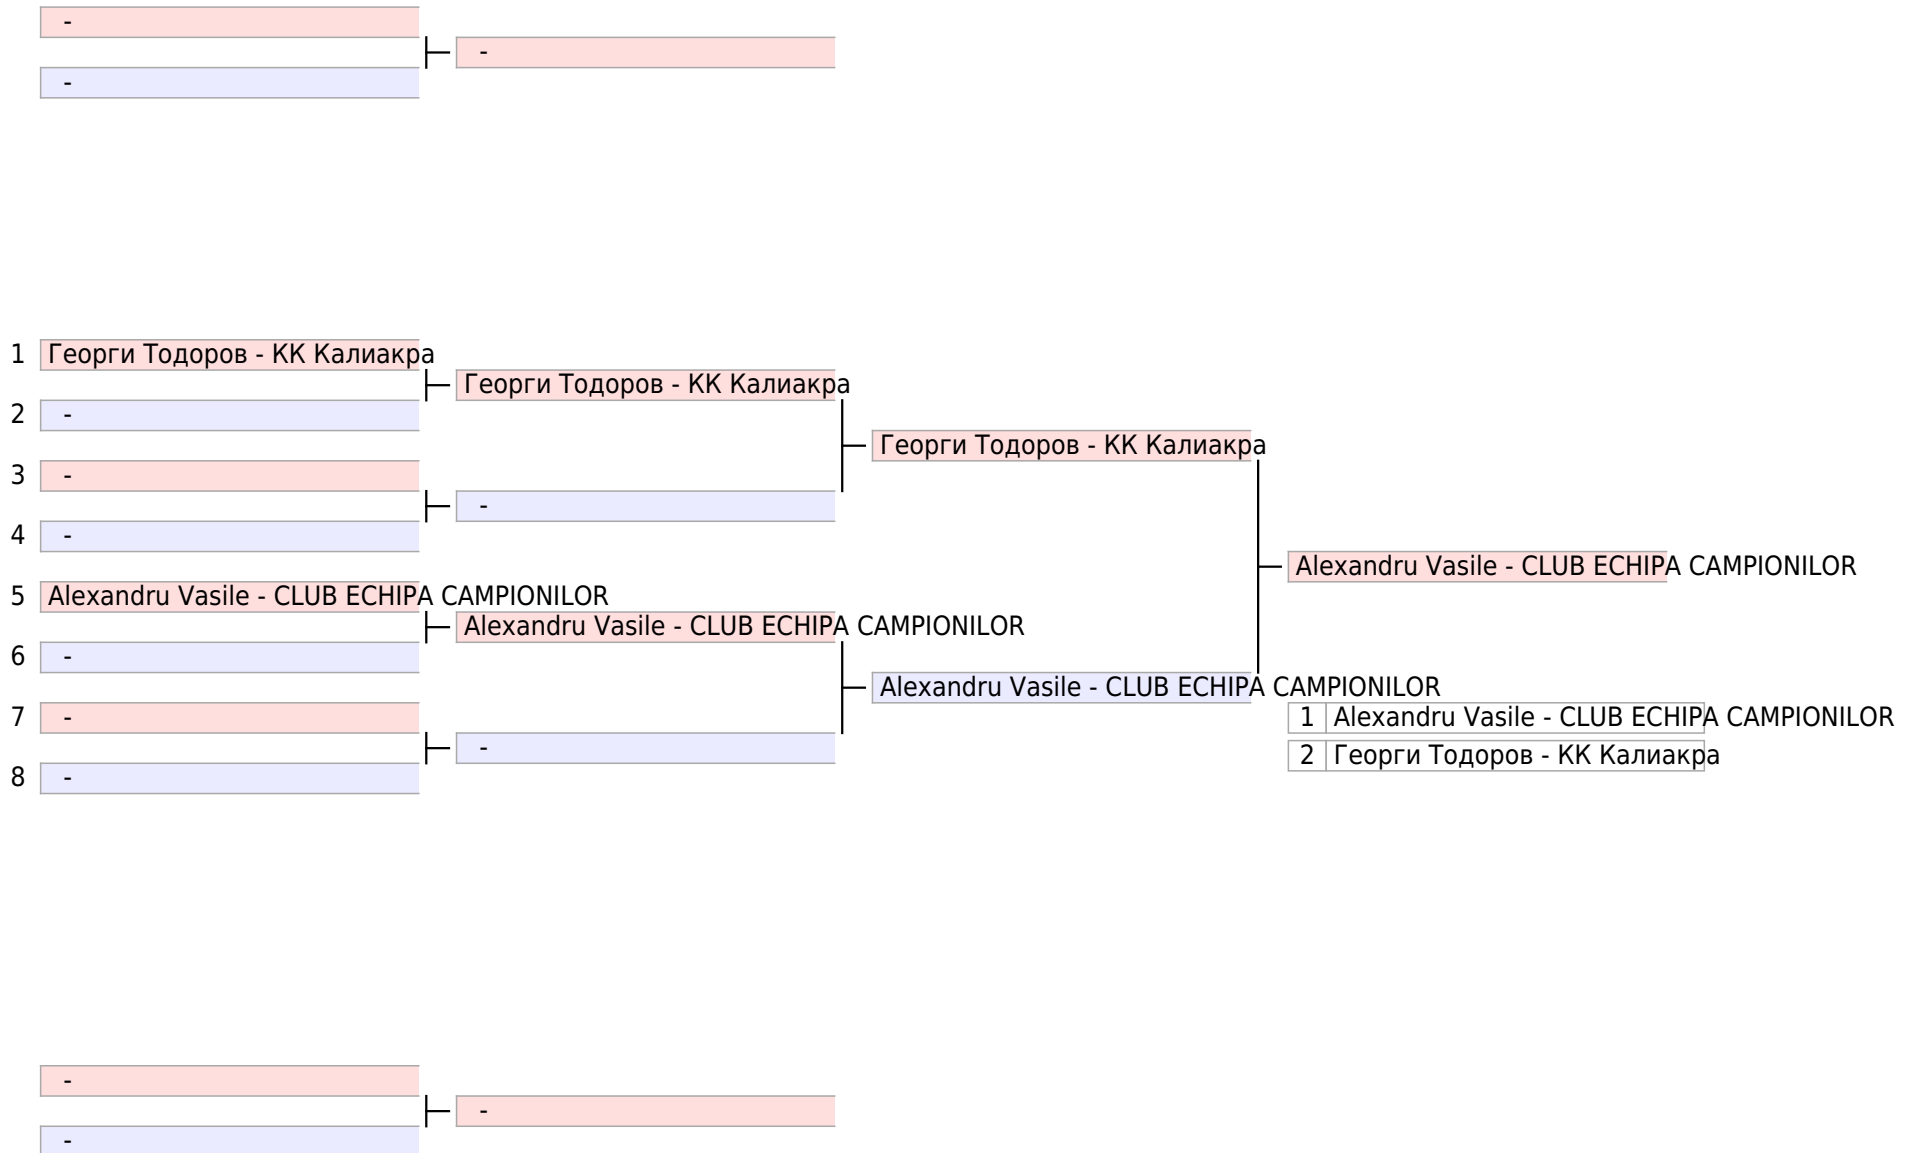 -
-
-
1 Георги Тодоров - КК Калиакра
Георги Тодоров - КК Калиакра
2 -
Георги Тодоров - КК Калиакра
3 -
-
4 -
Alexandru Vasile - CLUB ECHIPA CAMPIONILOR
5 Alexandru Vasile - CLUB ECHIPA CAMPIONILOR
Alexandru Vasile - CLUB ECHIPA CAMPIONILOR
6 -
Alexandru Vasile - CLUB ECHIPA CAMPIONILOR
7 -
1 Alexandru Vasile - CLUB ECHIPA CAMPIONILOR
-
2 Георги Тодоров - КК Калиакра
8 -
-
-
-